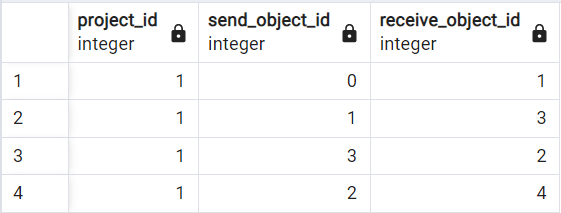 project_id send_object_id receive_object_id
integer integer integer
1 1 0 1
2 1 1 3
3 1 3 2
4 1 2 4